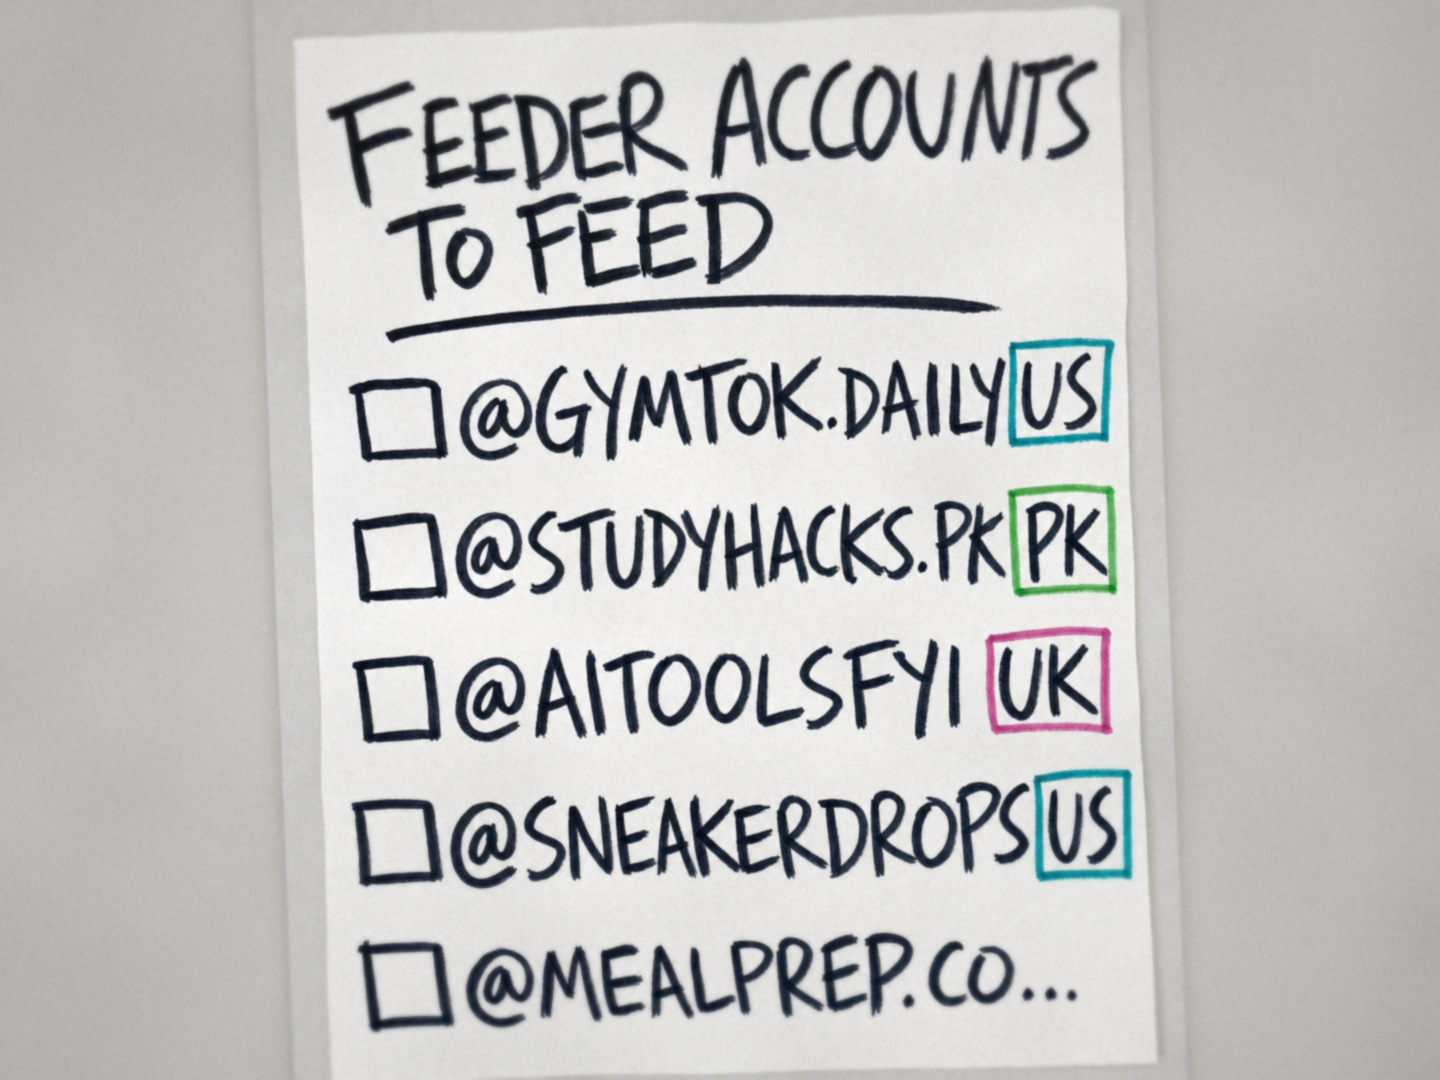 FEEDER ACCOUNTS
TO FEED
@GYMTOK.DAILY US
@STUDYHACKS.PK PK
@AITOOLSFYI UK
@SNEAKERDROPS US
@MEALPREP.CO...